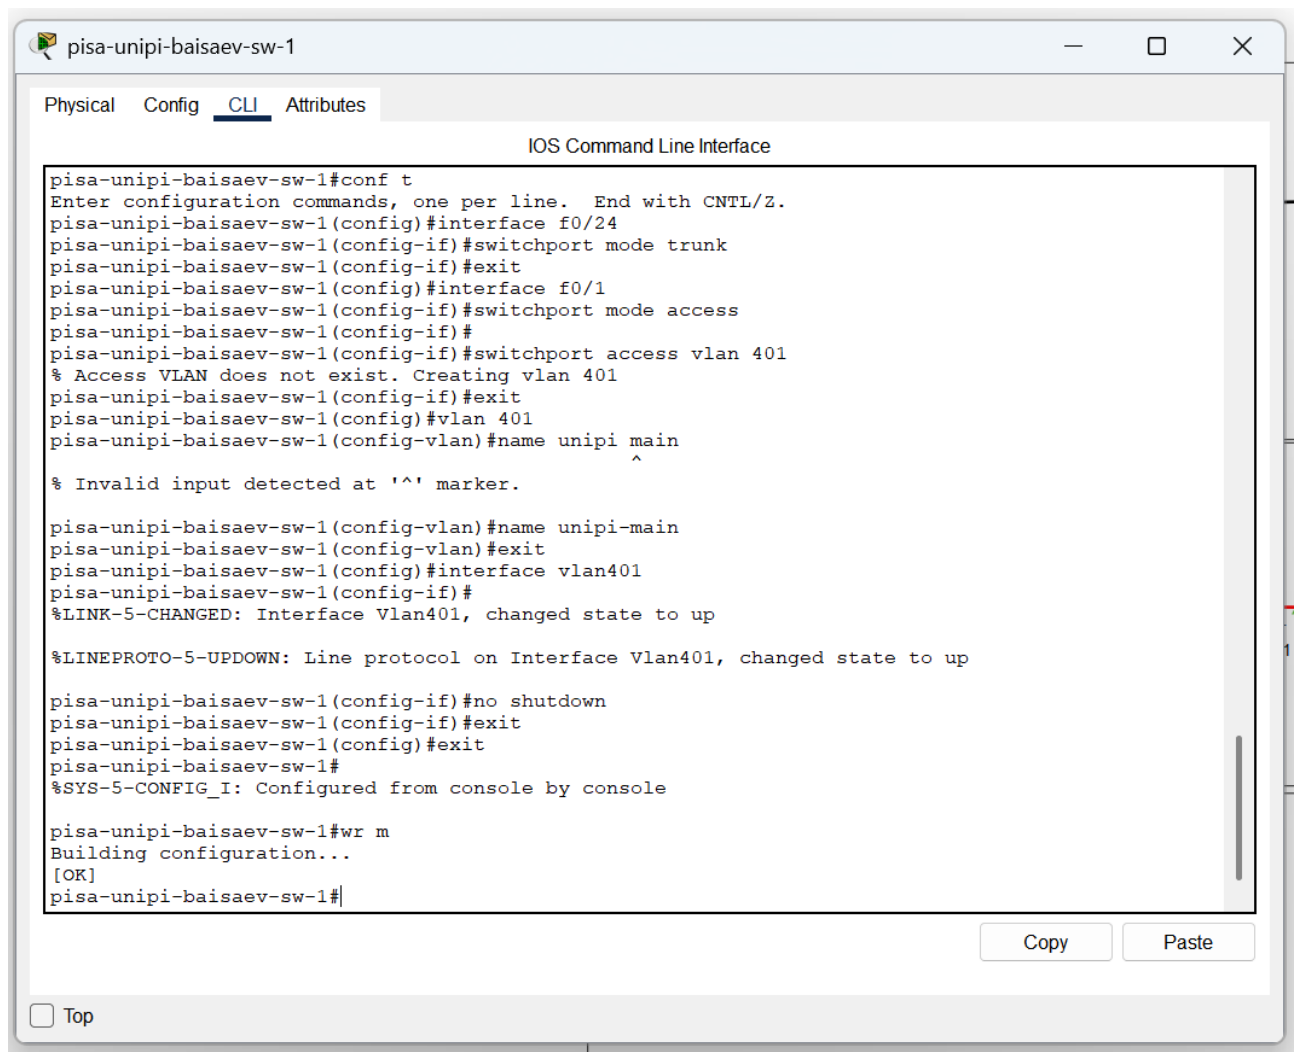 pisa-unipi-baisaev-sw-1
Physical Config CLI Attributes
IOS Command Line Interface
pisa-unipi-baisaev-sw-1#conf t
Enter configuration commands, one per line.  End with CNTL/Z.
pisa-unipi-baisaev-sw-1(config)#interface f0/24
pisa-unipi-baisaev-sw-1(config-if)#switchport mode trunk
pisa-unipi-baisaev-sw-1(config-if)#exit
pisa-unipi-baisaev-sw-1(config)#interface f0/1
pisa-unipi-baisaev-sw-1(config-if)#switchport mode access
pisa-unipi-baisaev-sw-1(config-if)#
pisa-unipi-baisaev-sw-1(config-if)#switchport access vlan 401
% Access VLAN does not exist. Creating vlan 401
pisa-unipi-baisaev-sw-1(config-if)#exit
pisa-unipi-baisaev-sw-1(config)#vlan 401
pisa-unipi-baisaev-sw-1(config-vlan)#name unipi main
^
% Invalid input detected at '^' marker.
pisa-unipi-baisaev-sw-1(config-vlan)#name unipi-main
pisa-unipi-baisaev-sw-1(config-vlan)#exit
pisa-unipi-baisaev-sw-1(config)#interface vlan401
pisa-unipi-baisaev-sw-1(config-if)#
%LINK-5-CHANGED: Interface Vlan401, changed state to up
%LINEPROTO-5-UPDOWN: Line protocol on Interface Vlan401, changed state to up
pisa-unipi-baisaev-sw-1(config-if)#no shutdown
pisa-unipi-baisaev-sw-1(config-if)#exit
pisa-unipi-baisaev-sw-1(config)#exit
pisa-unipi-baisaev-sw-1#
%SYS-5-CONFIG_I: Configured from console by console
pisa-unipi-baisaev-sw-1#wr m
Building configuration...
[OK]
pisa-unipi-baisaev-sw-1#
Copy Paste
Top
1